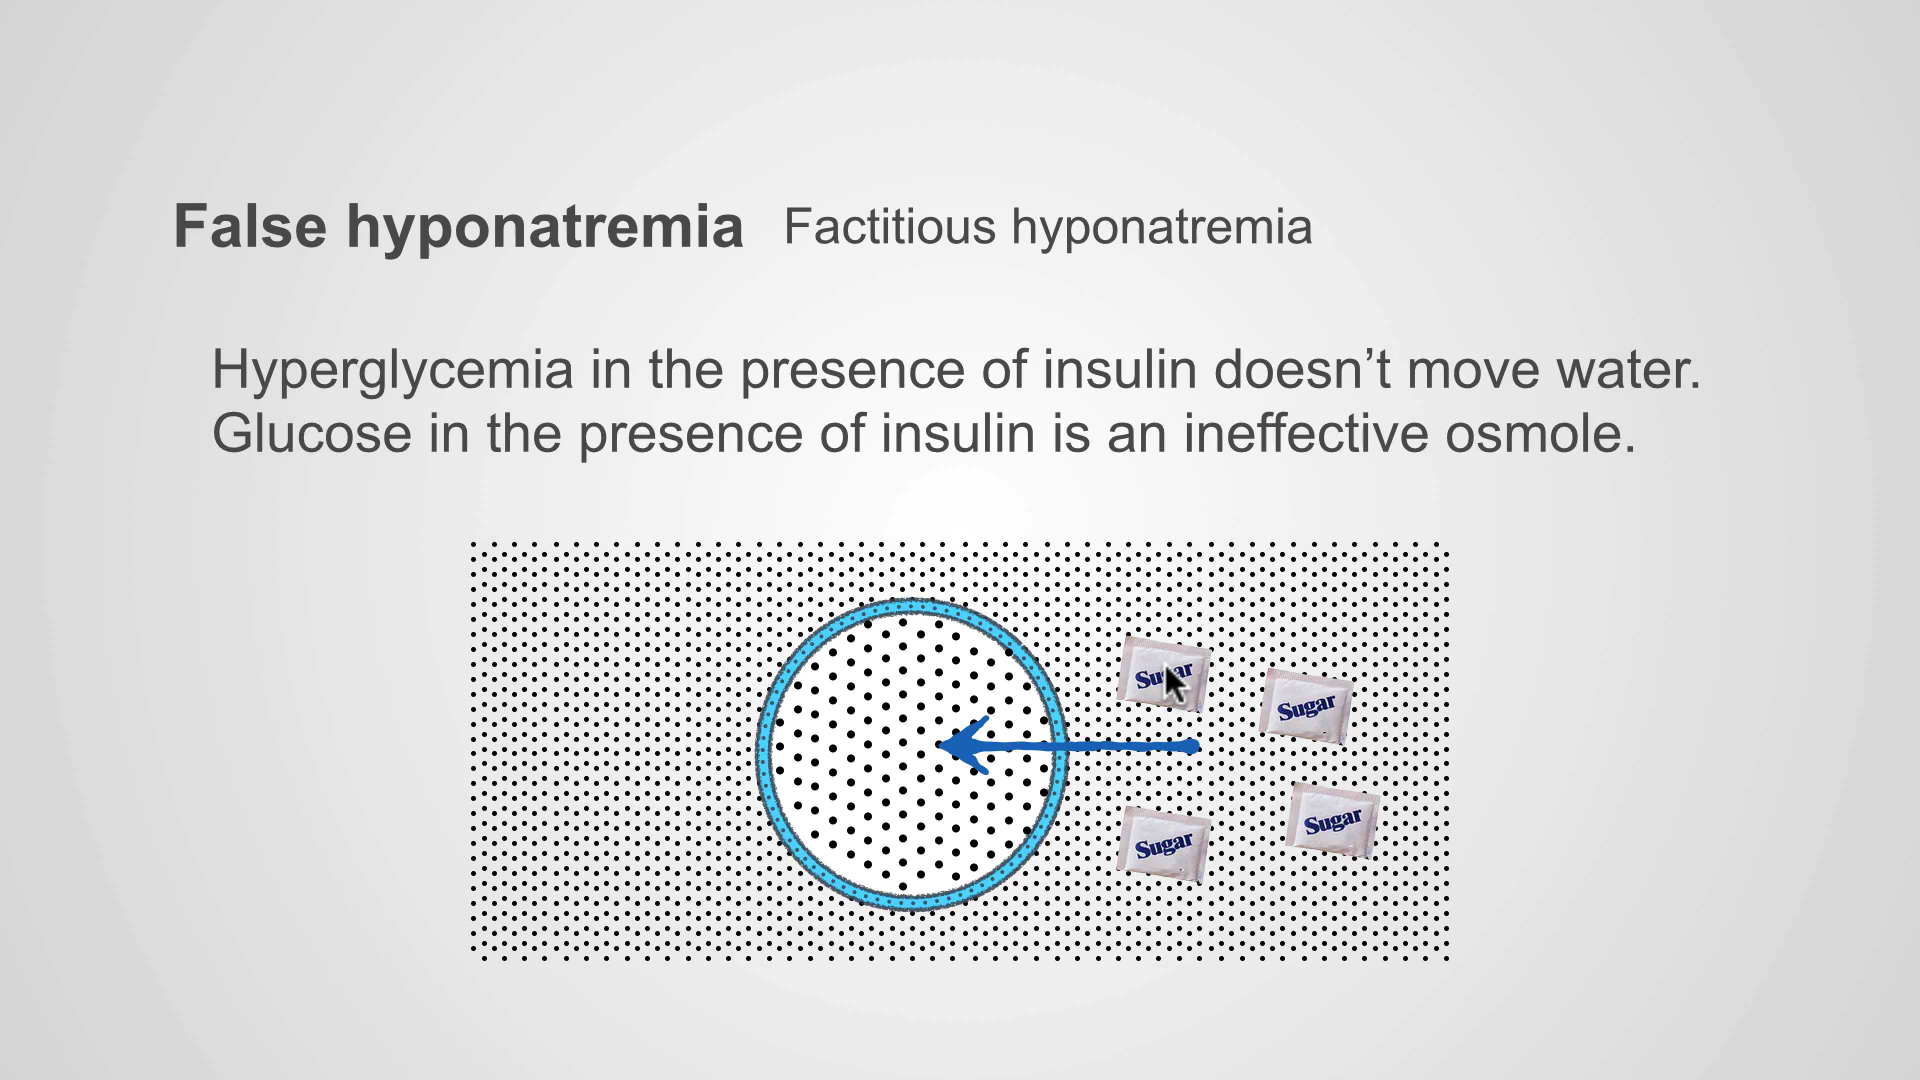 False hyponatremia Factitious hyponatremia
Hyperglycemia in the presence of insulin doesn’t move water.
Glucose in the presence of insulin is an ineffective osmole.
Sugar
Sugar
Sugar
Sugar